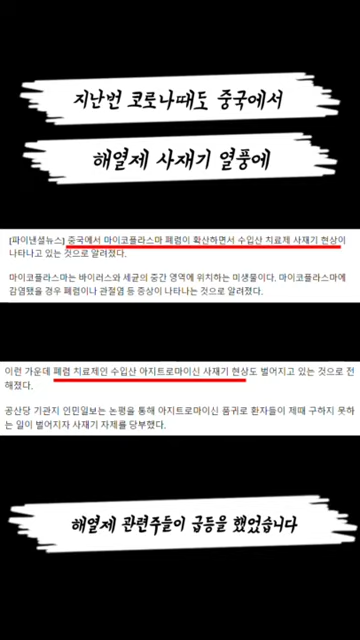 지난번 코로나때도 중국에서
해열제 사재기 열풍에
[파이낸셜뉴스] 중국에서 마이코플라스마 폐렴이 확산하면서 수입산 치료제 사재기 현상이
나타나고 있는 것으로 알려졌다.
마이코플라스마는 바이러스와 세균의 중간 영역에 위치하는 미생물이다. 마이코플라스마에
감염됐을 경우 폐렴이나 관절염 등 증상이 나타나는 것으로 알려졌다.
이런 가운데 폐렴 치료제인 수입산 아지트로마이신 사재기 현상도 벌어지고 있는 것으로 전
해졌다.
공산당 기관지 인민일보는 논평을 통해 아지트로마이신 품귀로 환자들이 제때 구하지 못하
는 일이 벌어지자 사재기 자제를 당부했다.
해열제 관련주들이 급등을 했었습니다